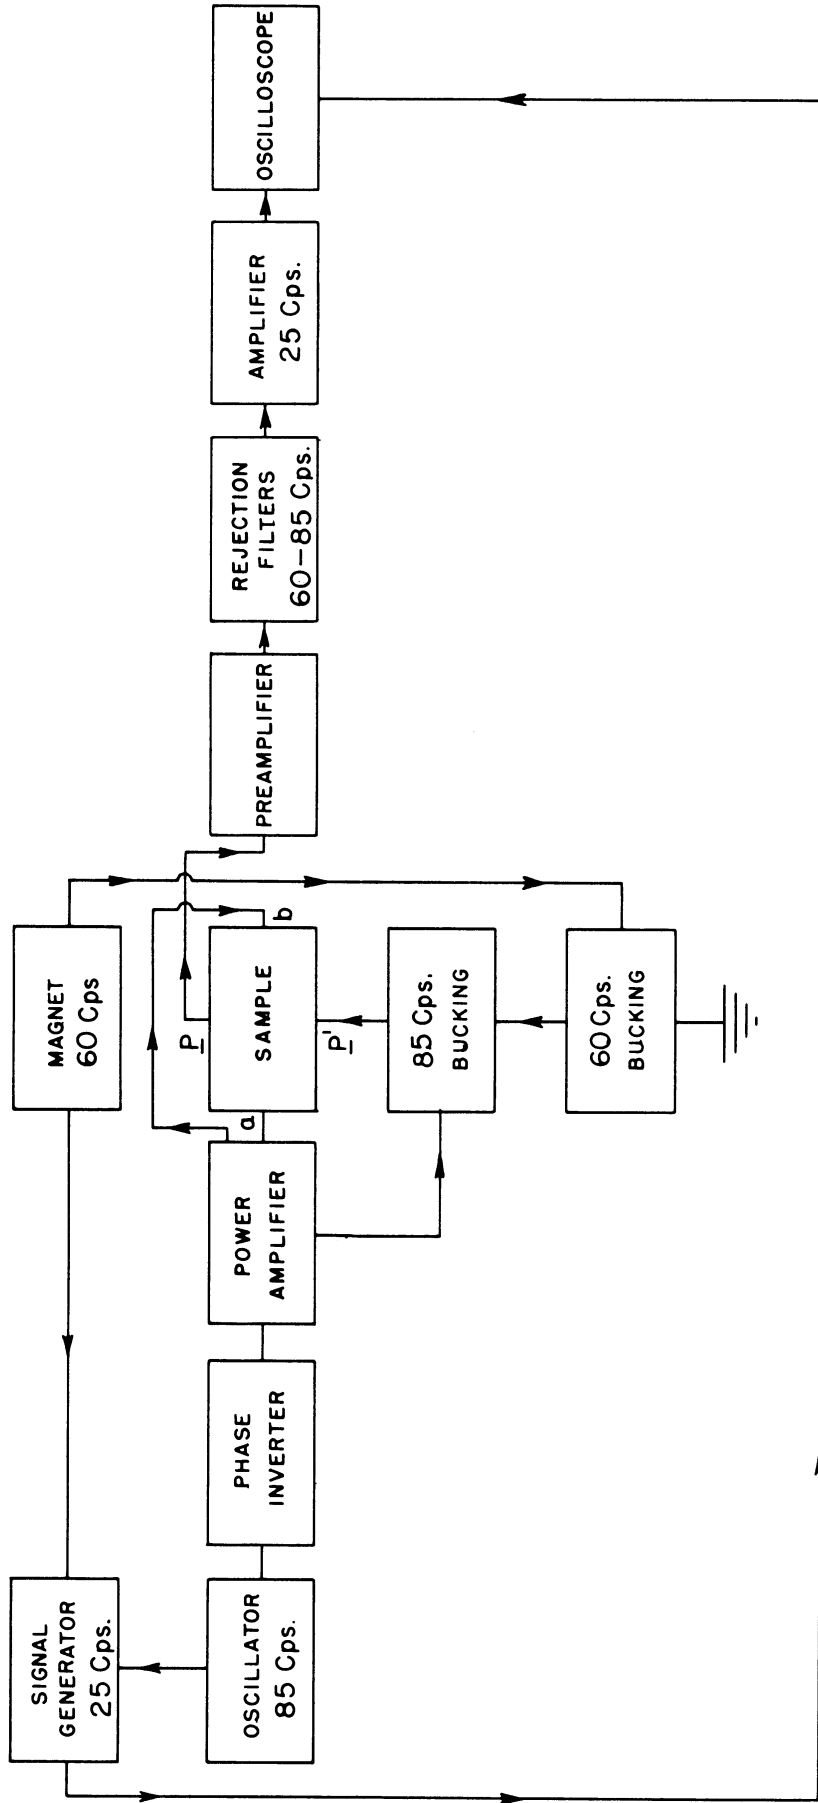 SIGNAL
GENERATOR
25 Cps.
MAGNET
60 Cps
OSCILLATOR
85 Cps.
PHASE
INVERTER
POWER
AMPLIFIER
a
P
SAMPLE
P'
b
PREAMPLIFIER
REJECTION
FILTERS
60-85 Cps.
AMPLIFIER
25 Cps.
OSCILLOSCOPE
85 Cps.
BUCKING
60 Cps.
BUCKING